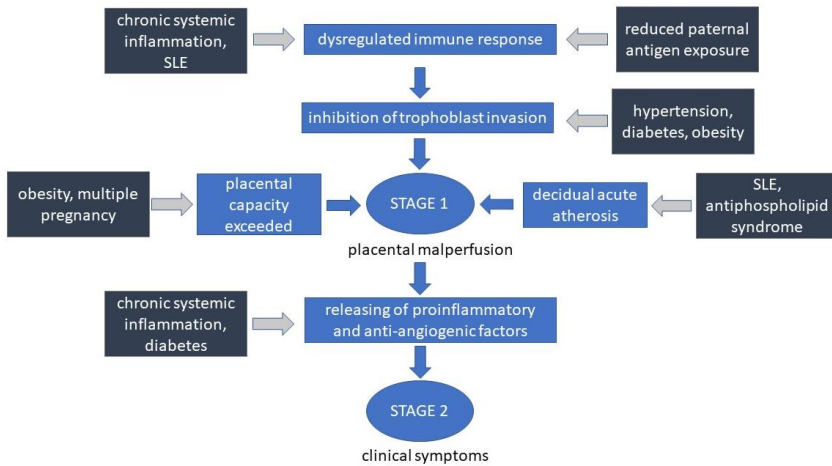 chronic systemic
inflammation,
SLE
dysregulated immune response
reduced paternal
antigen exposure
inhibition of trophoblast invasion
hypertension,
diabetes, obesity
obesity, multiple
pregnancy
placental
capacity
exceeded
STAGE 1
decidual acute
atherosis
SLE,
antiphospholipid
syndrome
placental malperfusion
chronic systemic
inflammation,
diabetes
releasing of proinflammatory
and anti-angiogenic factors
STAGE 2
clinical symptoms